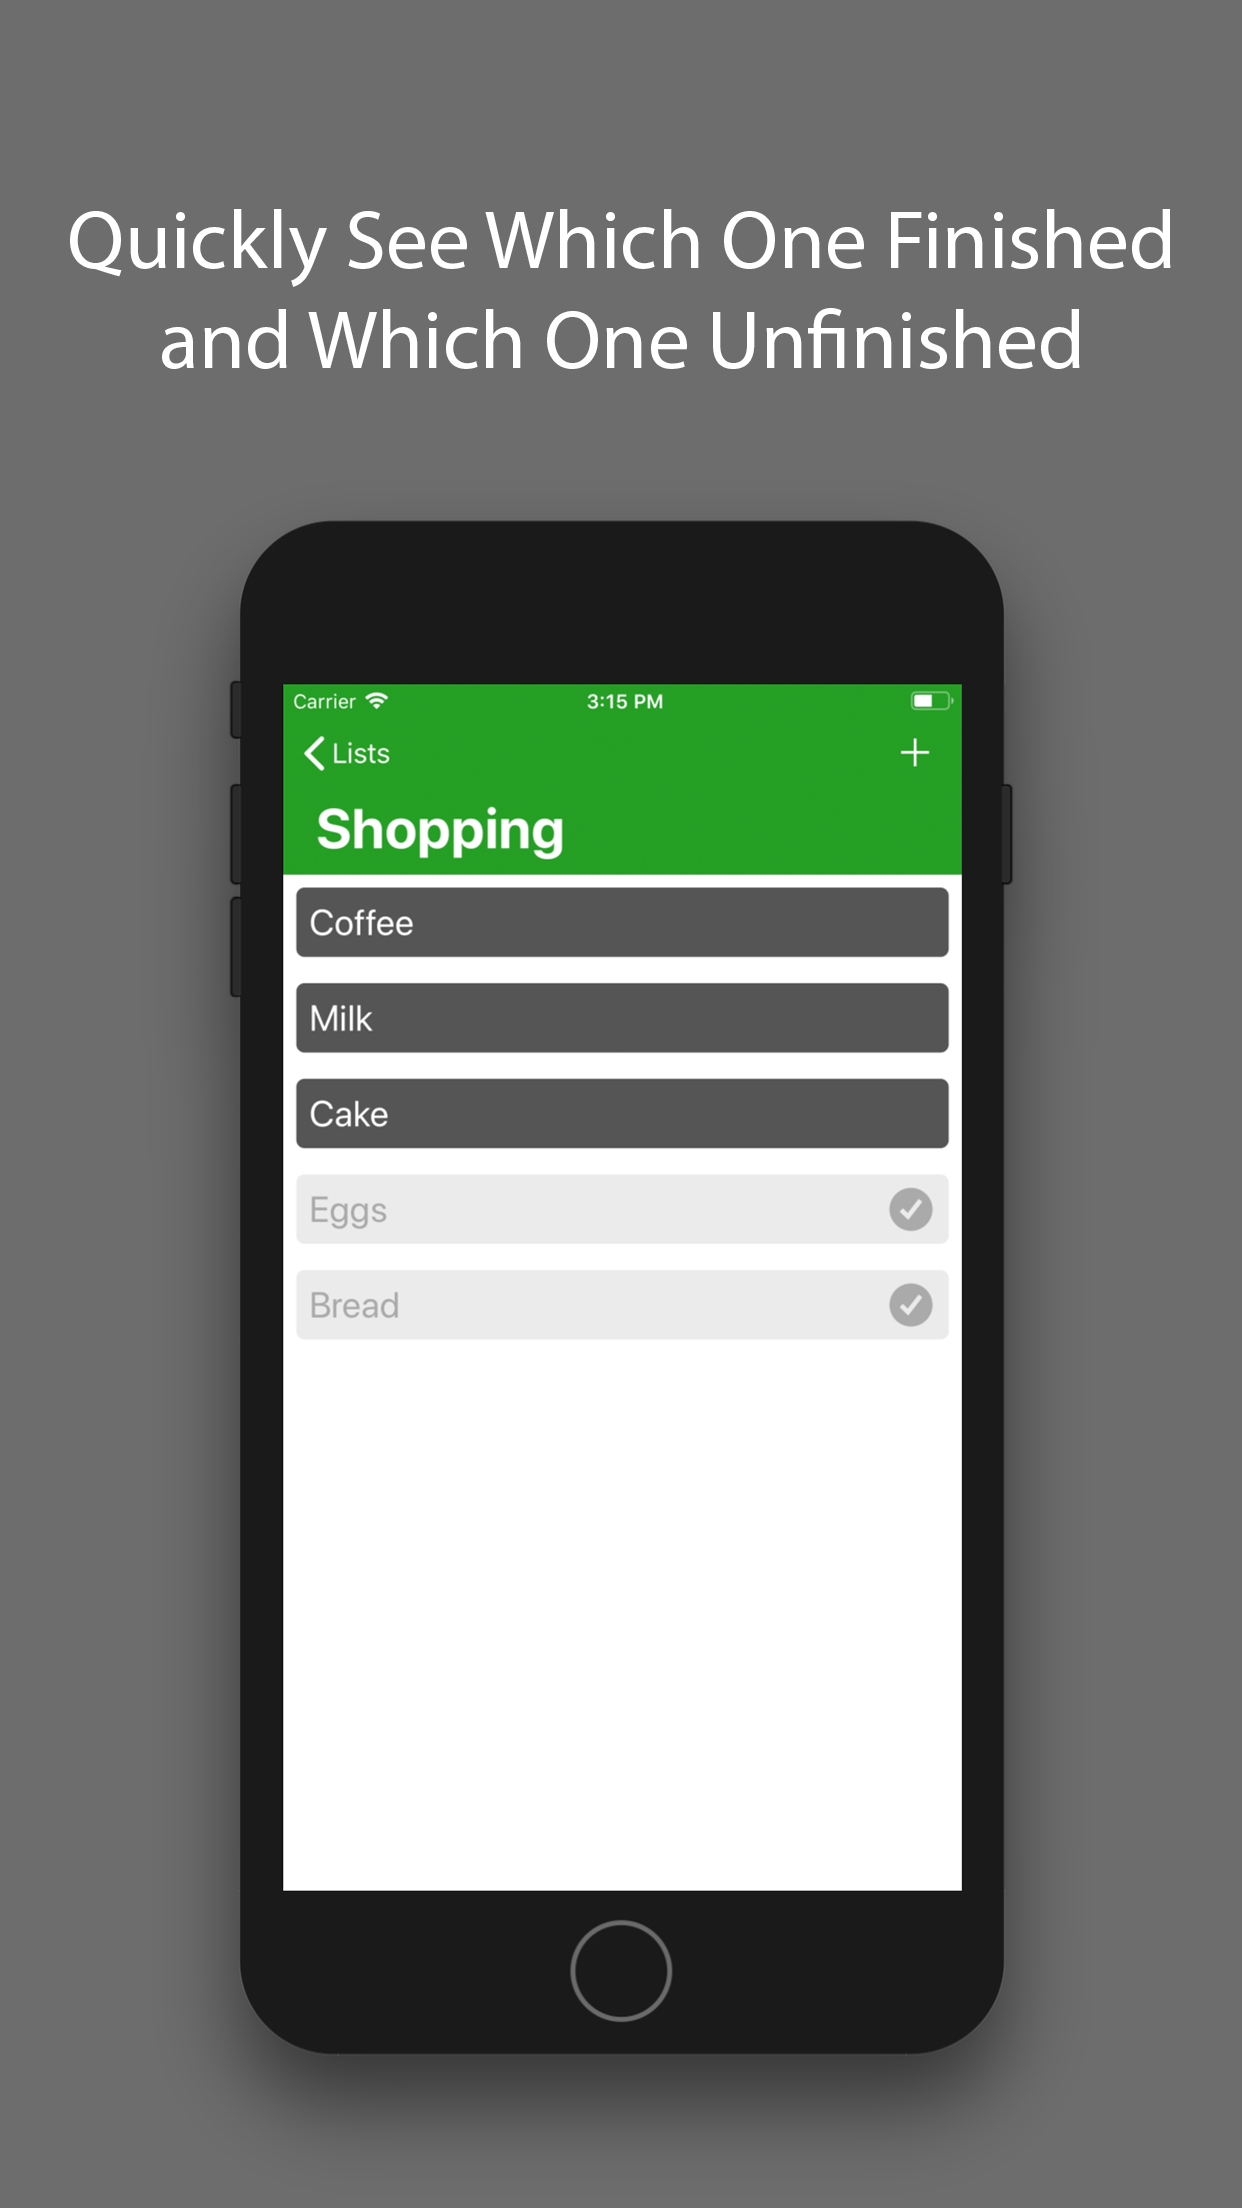 Quickly See Which One Finished
and Which One Unfinished
Carrier 3:15 PM
Lists
Shopping
Coffee
Milk
Cake
Eggs
Bread